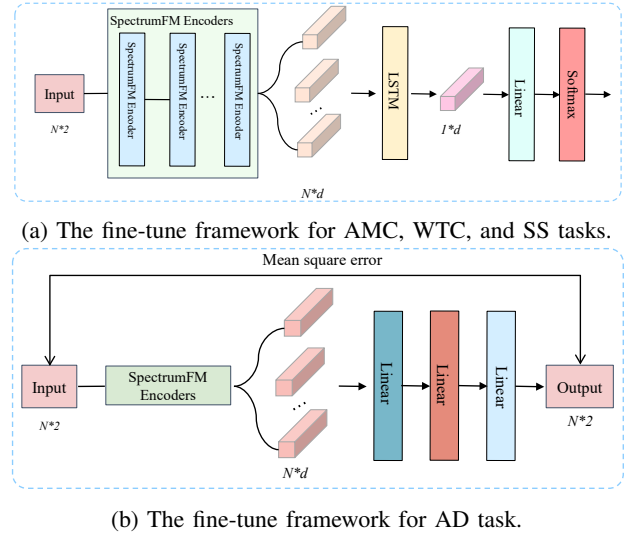 SpectrumFM Encoders
Input
N*2
SpectrumFM Encoder
SpectrumFM Encoder
...
SpectrumFM Encoder
...
N*d
LSTM
1*d
Linear
Softmax
(a) The fine-tune framework for AMC, WTC, and SS tasks.
Mean square error
Input
N*2
SpectrumFM
Encoders
...
N*d
Linear
Linear
Linear
Output
N*2
(b) The fine-tune framework for AD task.